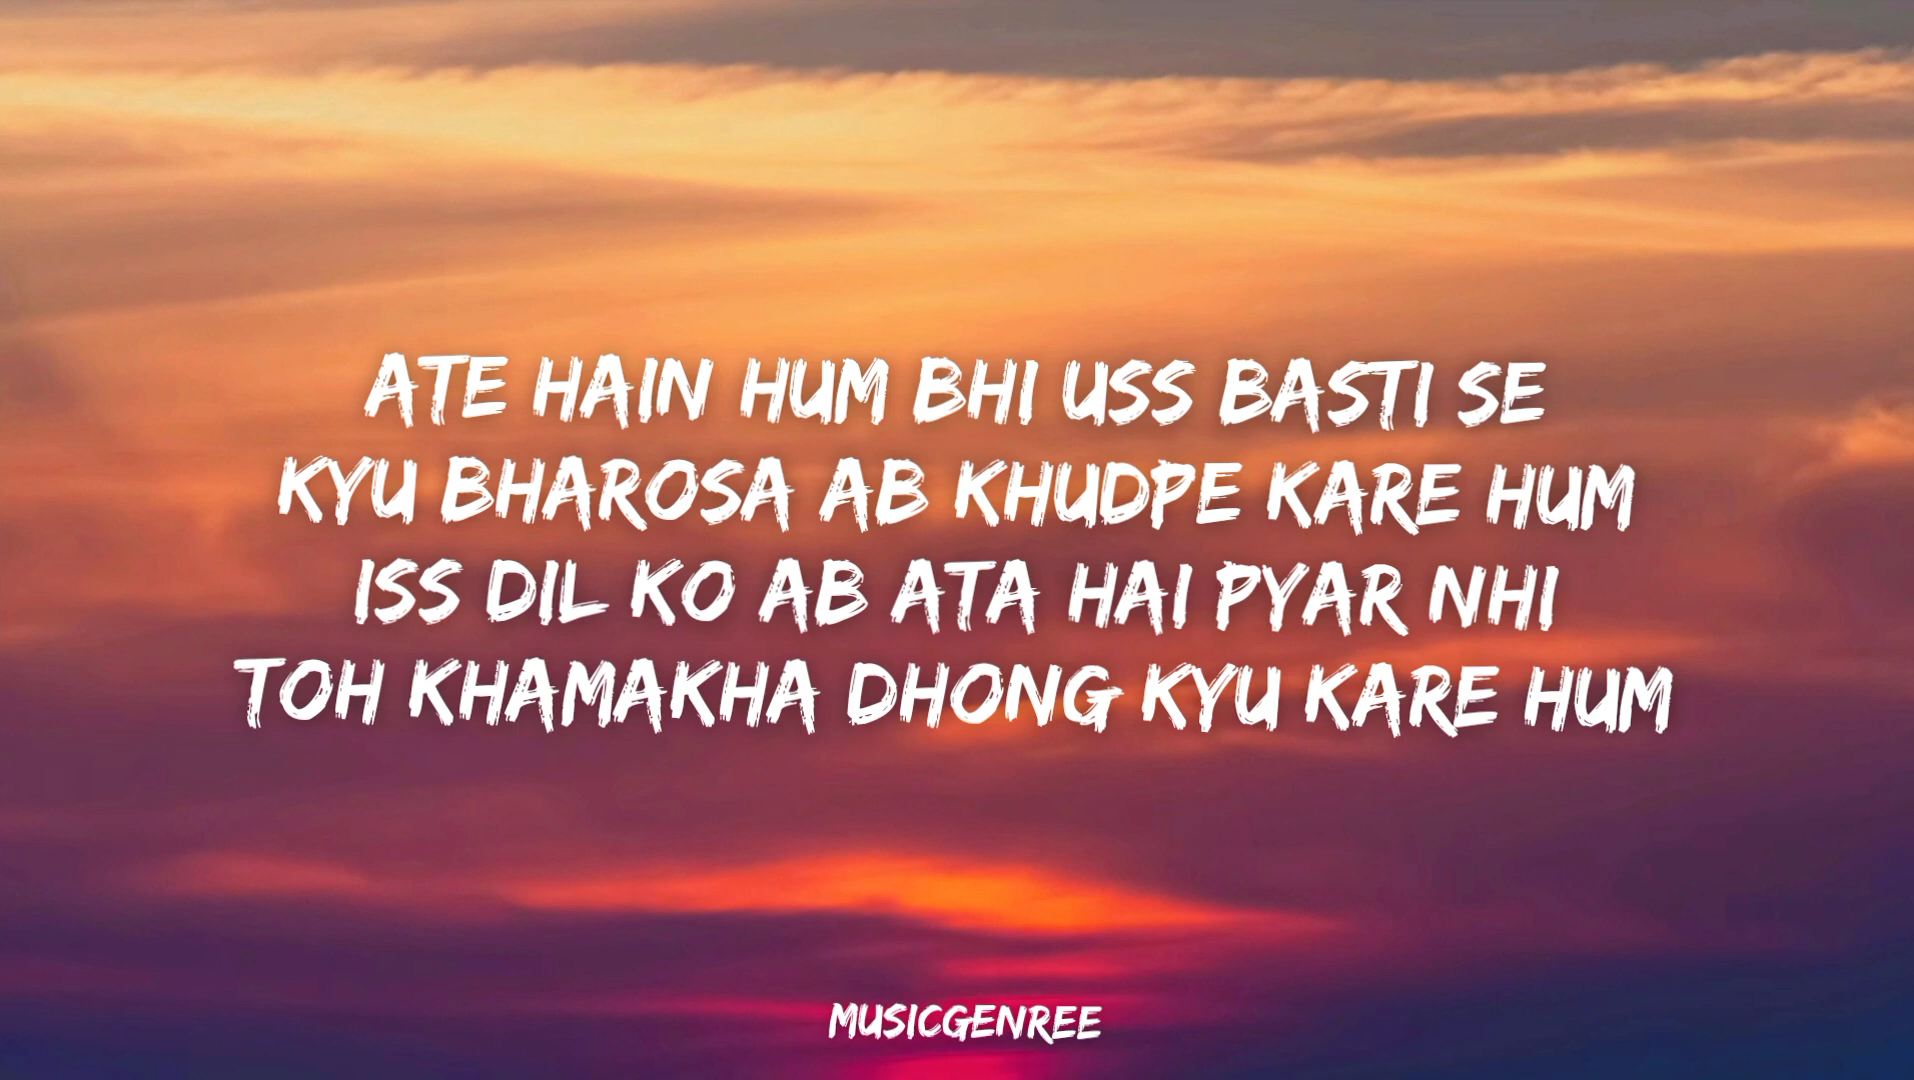 ATE HAIN HUM BHI USS BASTI SE
KYU BHAROSA AB KHUDPE KARE HUM
ISS DIL KO AB ATA HAI PYAR NHI
TOH KHAMAKHA DHONG KYU KARE HUM
MUSICGENREE